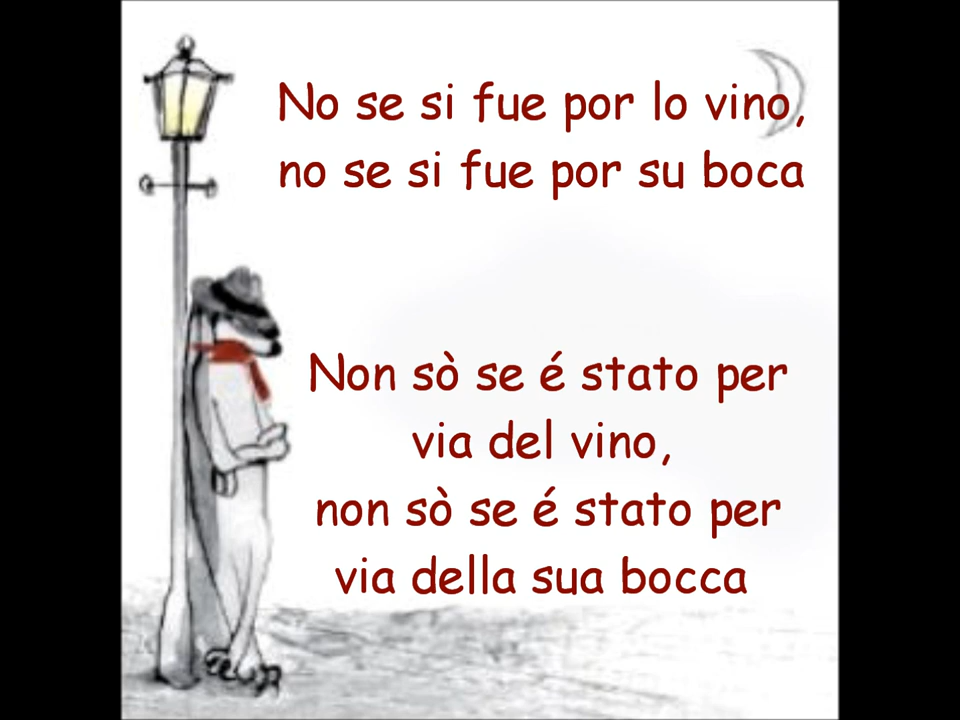 No se si fue por lo vino,
no se si fue por su boca
Non sò se é stato per
via del vino,
non sò se é stato per
via della sua bocca